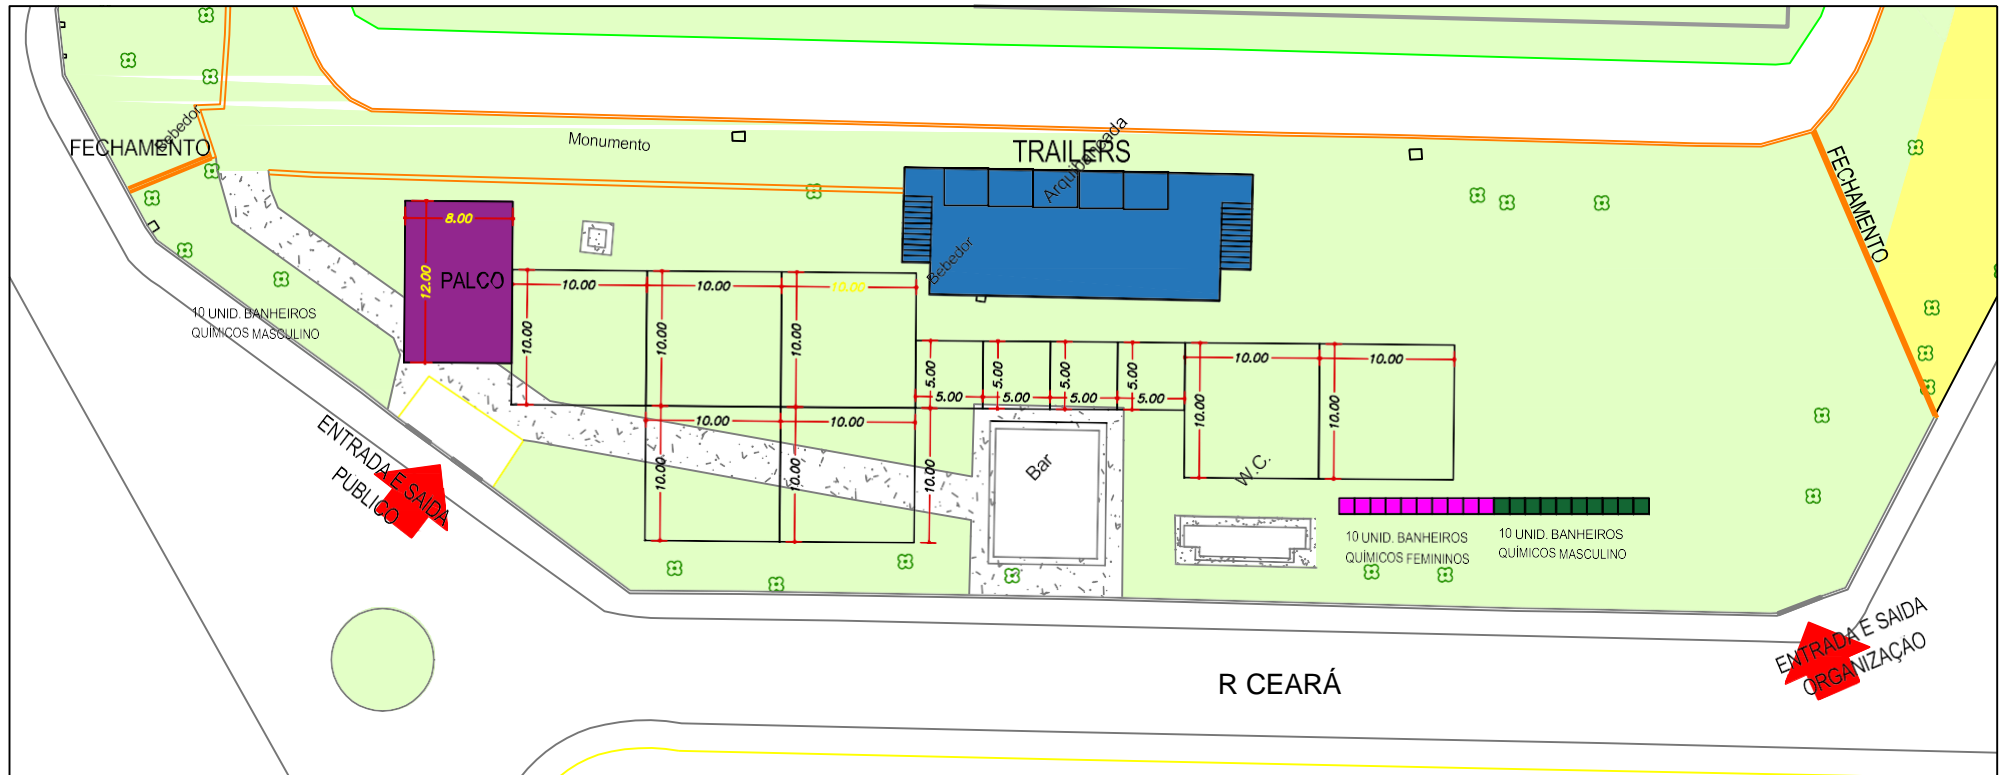 Bebedor
FECHAMENTO
Monumento
TRAILERS
Arquibancada
FECHAMENTO
8.00
12.00
PALCO
Bebedor
10 UNID. BANHEIROS
QUÍMICOS MASCULINO
10.00
10.00
10.00
10.00
10.00
10.00
5.00
5.00
5.00
5.00
5.00
5.00
5.00
5.00
10.00
10.00
10.00
10.00
10.00
10.00
10.00
10.00
10.00
ENTRADA E SAIDA
PUBLICO
Bar
W.C.
10 UNID. BANHEIROS
QUÍMICOS FEMININOS
10 UNID. BANHEIROS
QUÍMICOS MASCULINO
R CEARÁ
ENTRADA E SAIDA
ORGANIZAÇÃO